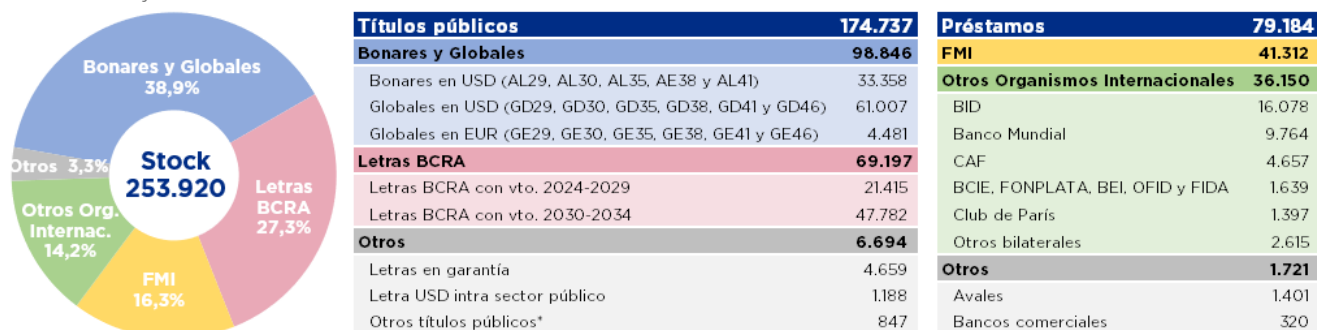 Bonares y Globales
38,9%
Otros 3,3%
Stock
253.920
Letras
BCRA
27,3%
Otros Org.
Internac.
14,2%
FMI
16,3%
Títulos públicos 174.737
Bonares y Globales 98.846
Bonares en USD (AL29, AL30, AL35, AE38 y AL41) 33.358
Globales en USD (GD29, GD30, GD35, GD38, GD41 y GD46) 61.007
Globales en EUR (GE29, GE30, GE35, GE38, GE41 y GE46) 4.481
Letras BCRA 69.197
Letras BCRA con vto. 2024-2029 21.415
Letras BCRA con vto. 2030-2034 47.782
Otros 6.694
Letras en garantía 4.659
Letra USD intra sector público 1.188
Otros títulos públicos* 847
Préstamos 79.184
FMI 41.312
Otros Organismos Internacionales 36.150
BID 16.078
Banco Mundial 9.764
CAF 4.657
BCIE, FONPLATA, BEI, OFID y FIDA 1.639
Club de París 1.397
Otros bilaterales 2.615
Otros 1.721
Avales 1.401
Bancos comerciales 320